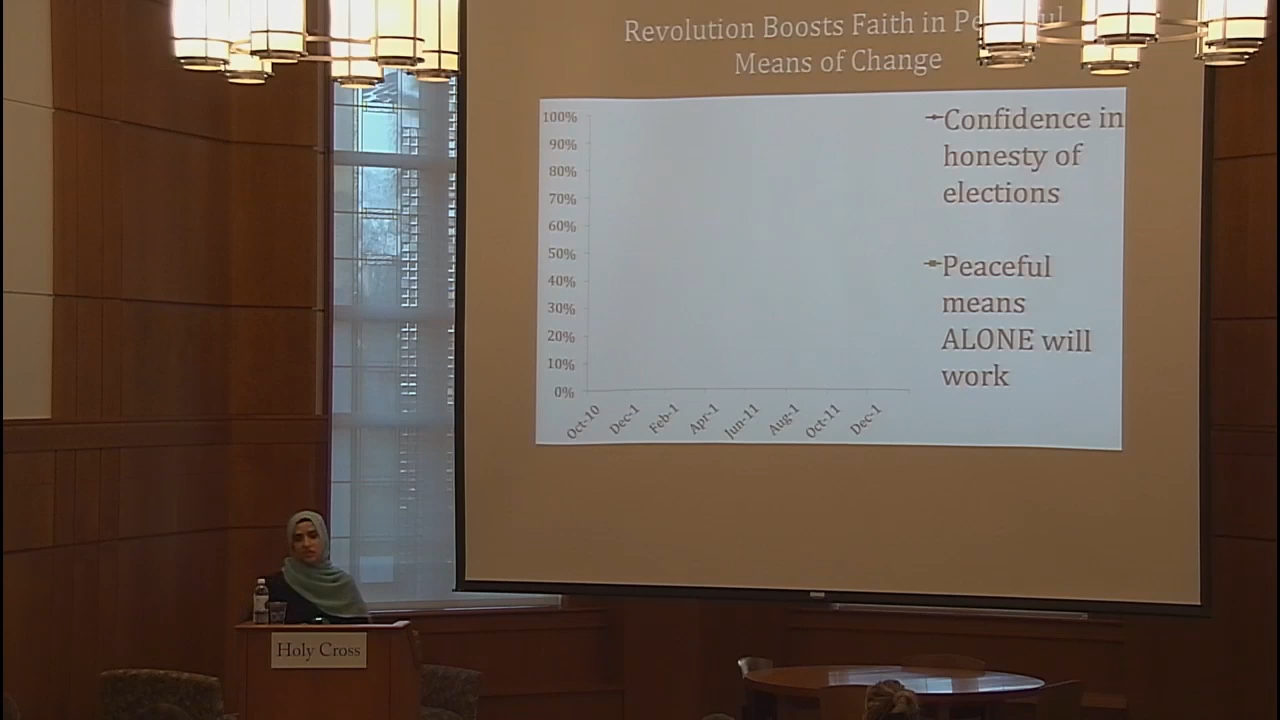 Revolution Boosts Faith in
Means of Change
100%
90%
80%
70%
60%
50%
40%
30%
20%
10%
0%
Oct-10
Dec-1
Feb-1
Apr-1
Jun-11
Aug-1
Oct-11
Dec-1
Confidence in
honesty of
elections
Peaceful
means
ALONE will
work
Holy Cross